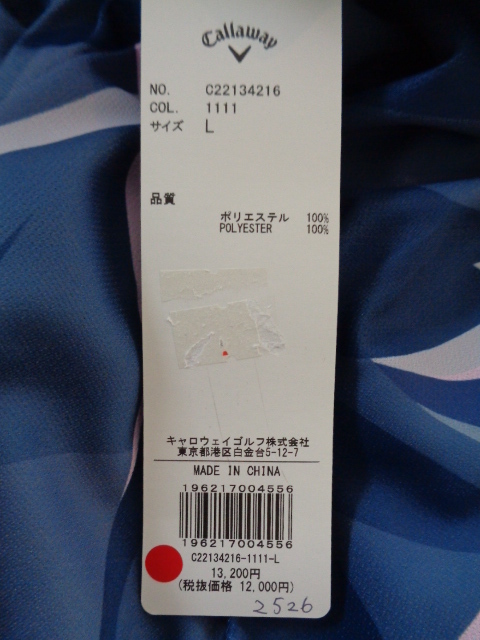 Callaway
NO. C22134216
COL. 1111
サイズ L
品質
ポリエステル 100%
POLYESTER 100%
キャロウェイゴルフ株式会社
東京都港区白金台5-12-7
MADE IN CHINA
196217004556
196217004556
C22134216-1111-L
13,200円
(税抜価格 12,000円)
2526